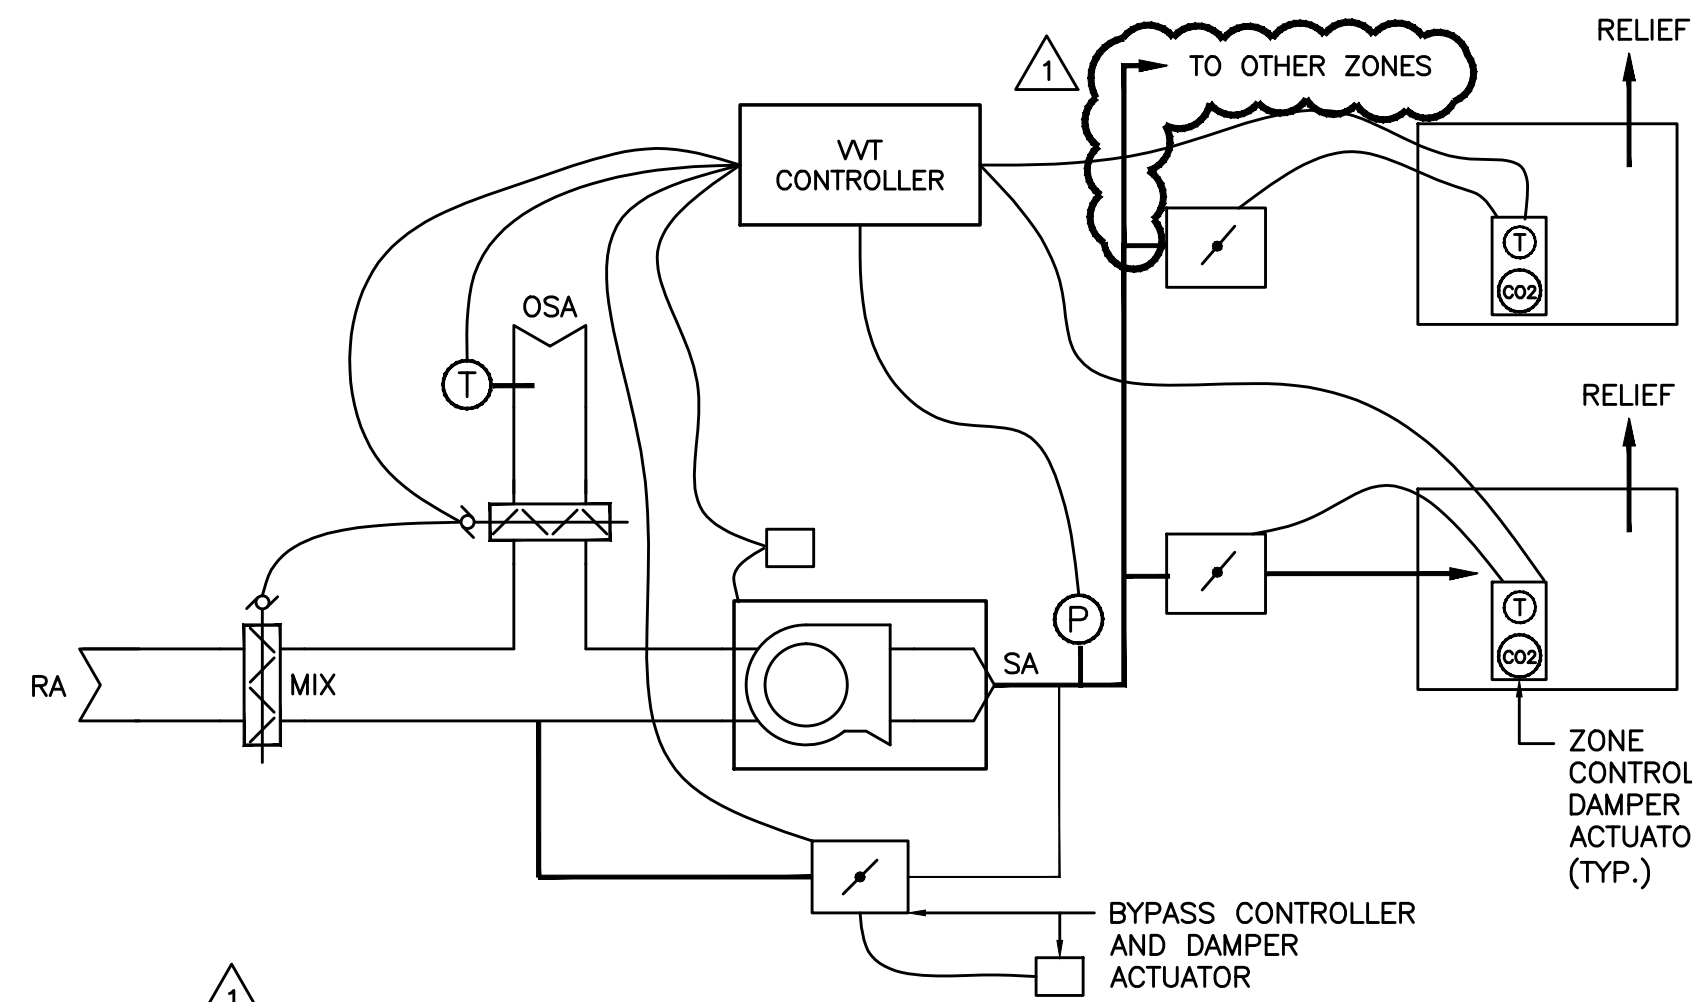 RELIEF
1
TO OTHER ZONES
VVT
CONTROLLER
T
CO2
OSA
T
RELIEF
P
T
CO2
SA
RA
MIX
ZONE
CONTROL
DAMPER
ACTUATO
(TYP.)
BYPASS CONTROLLER
AND DAMPER
ACTUATOR
1